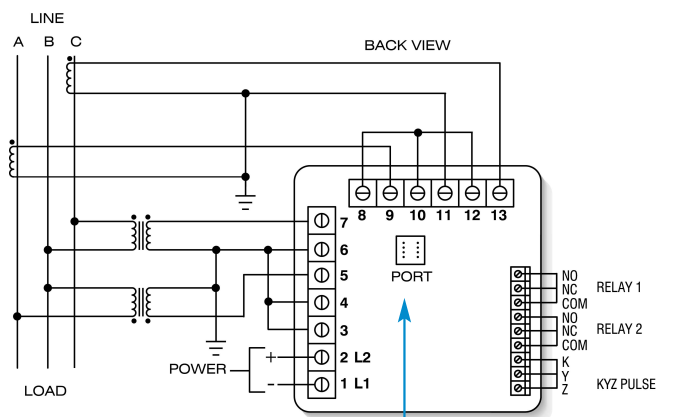 LINE
A B C
BACK VIEW
8 9 10 11 12 13
7
6
5
4
3
2 L2
1 L1
PORT
+
POWER
-
LOAD
NO
NC
COM
RELAY 1
NO
NC
COM
RELAY 2
K
Y
Z
KYZ PULSE